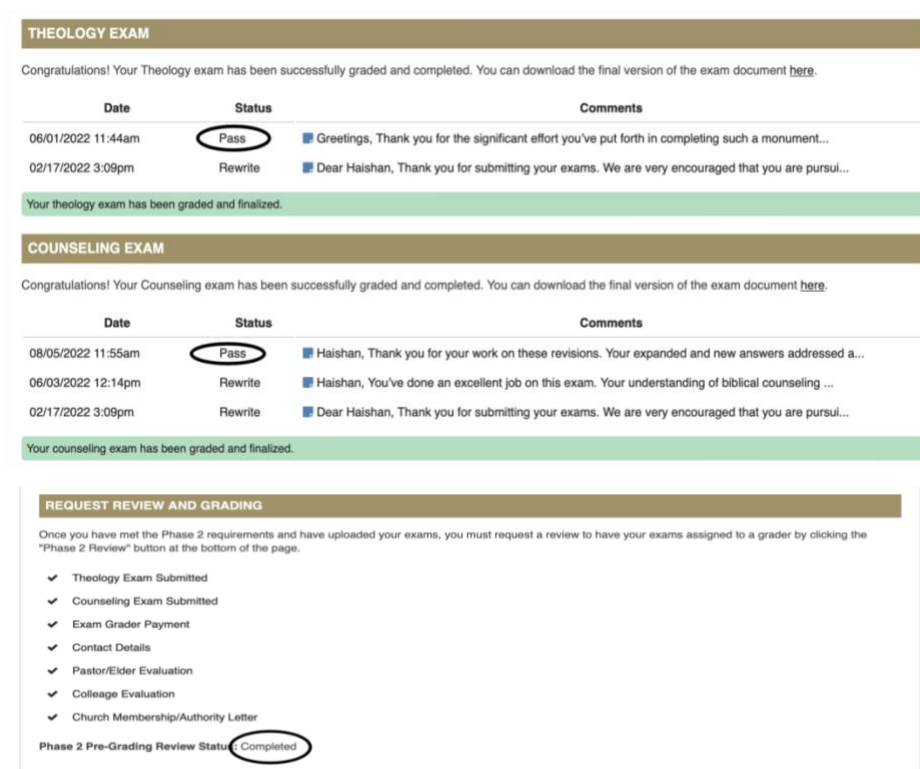 THEOLOGY EXAM
Congratulations! Your Theology exam has been successfully graded and completed. You can download the final version of the exam document here.
Date Status Comments
06/01/2022 11:44am Pass Greetings, Thank you for the significant effort you've put forth in completing such a monument...
02/17/2022 3:09pm Rewrite Dear Haishan, Thank you for submitting your exams. We are very encouraged that you are pursui...
Your theology exam has been graded and finalized.
COUNSELING EXAM
Congratulations! Your Counseling exam has been successfully graded and completed. You can download the final version of the exam document here.
Date Status Comments
08/05/2022 11:55am Pass Haishan, Thank you for your work on these revisions. Your expanded and new answers addressed a...
06/03/2022 12:14pm Rewrite Haishan, You've done an excellent job on this exam. Your understanding of biblical counseling ...
02/17/2022 3:09pm Rewrite Dear Haishan, Thank you for submitting your exams. We are very encouraged that you are pursui...
Your counseling exam has been graded and finalized.
REQUEST REVIEW AND GRADING
Once you have met the Phase 2 requirements and have uploaded your exams, you must request a review to have your exams assigned to a grader by clicking the
"Phase 2 Review" button at the bottom of the page.
✔ Theology Exam Submitted
✔ Counseling Exam Submitted
✔ Exam Grader Payment
✔ Contact Details
✔ Pastor/Elder Evaluation
✔ Colleage Evaluation
✔ Church Membership/Authority Letter
Phase 2 Pre-Grading Review Status: Completed